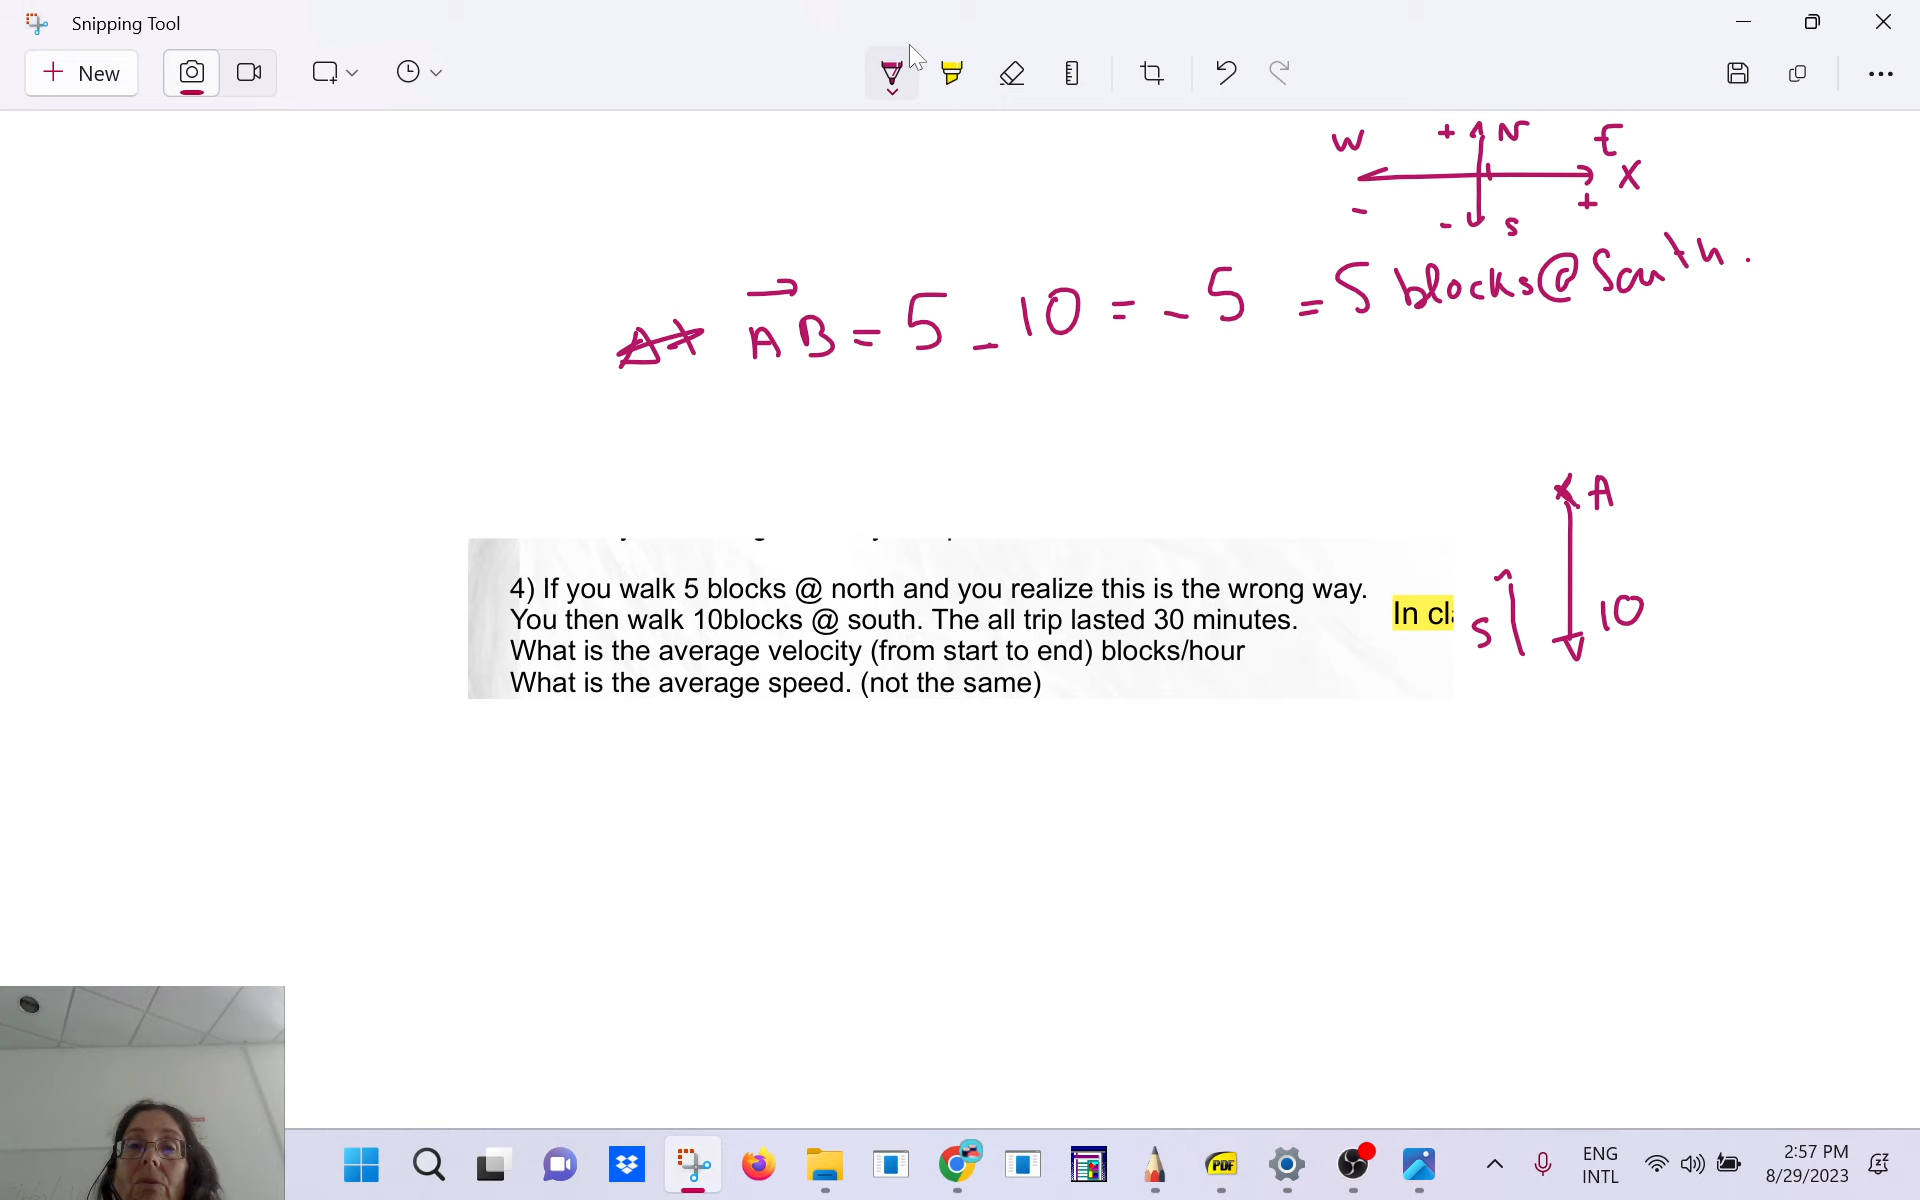 Snipping Tool
New
W + N E
X
- - S +
A→B = 5 - 10 = - 5 = 5 blocks@South.
A
4) If you walk 5 blocks @ north and you realize this is the wrong way.
You then walk 10blocks @ south. The all trip lasted 30 minutes.
What is the average velocity (from start to end) blocks/hour
What is the average speed. (not the same)
In cl
5 10
PDF
ENG
INTL
2:57 PM
8/29/2023